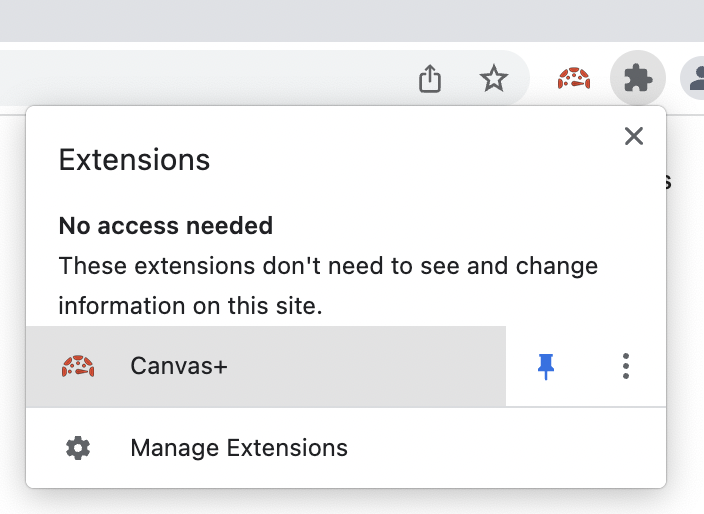 Extensions
No access needed
These extensions don't need to see and change
information on this site.
Canvas+
Manage Extensions